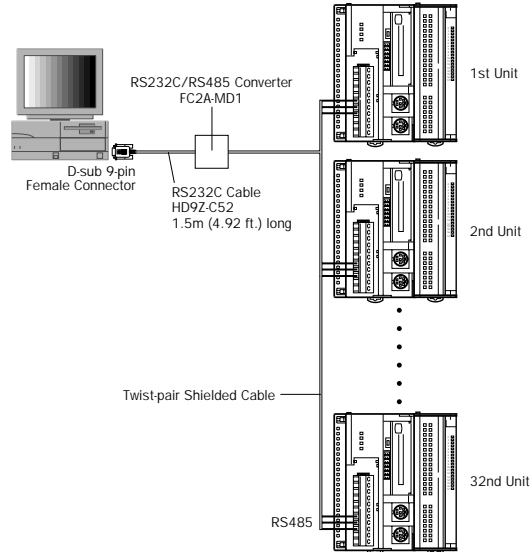 RS232C/RS485 Converter
FC2A-MD1
1st Unit
D-sub 9-pin
Female Connector
RS232C Cable
HD9Z-C52
1.5m (4.92 ft.) long
2nd Unit
Twist-pair Shielded Cable
32nd Unit
RS485